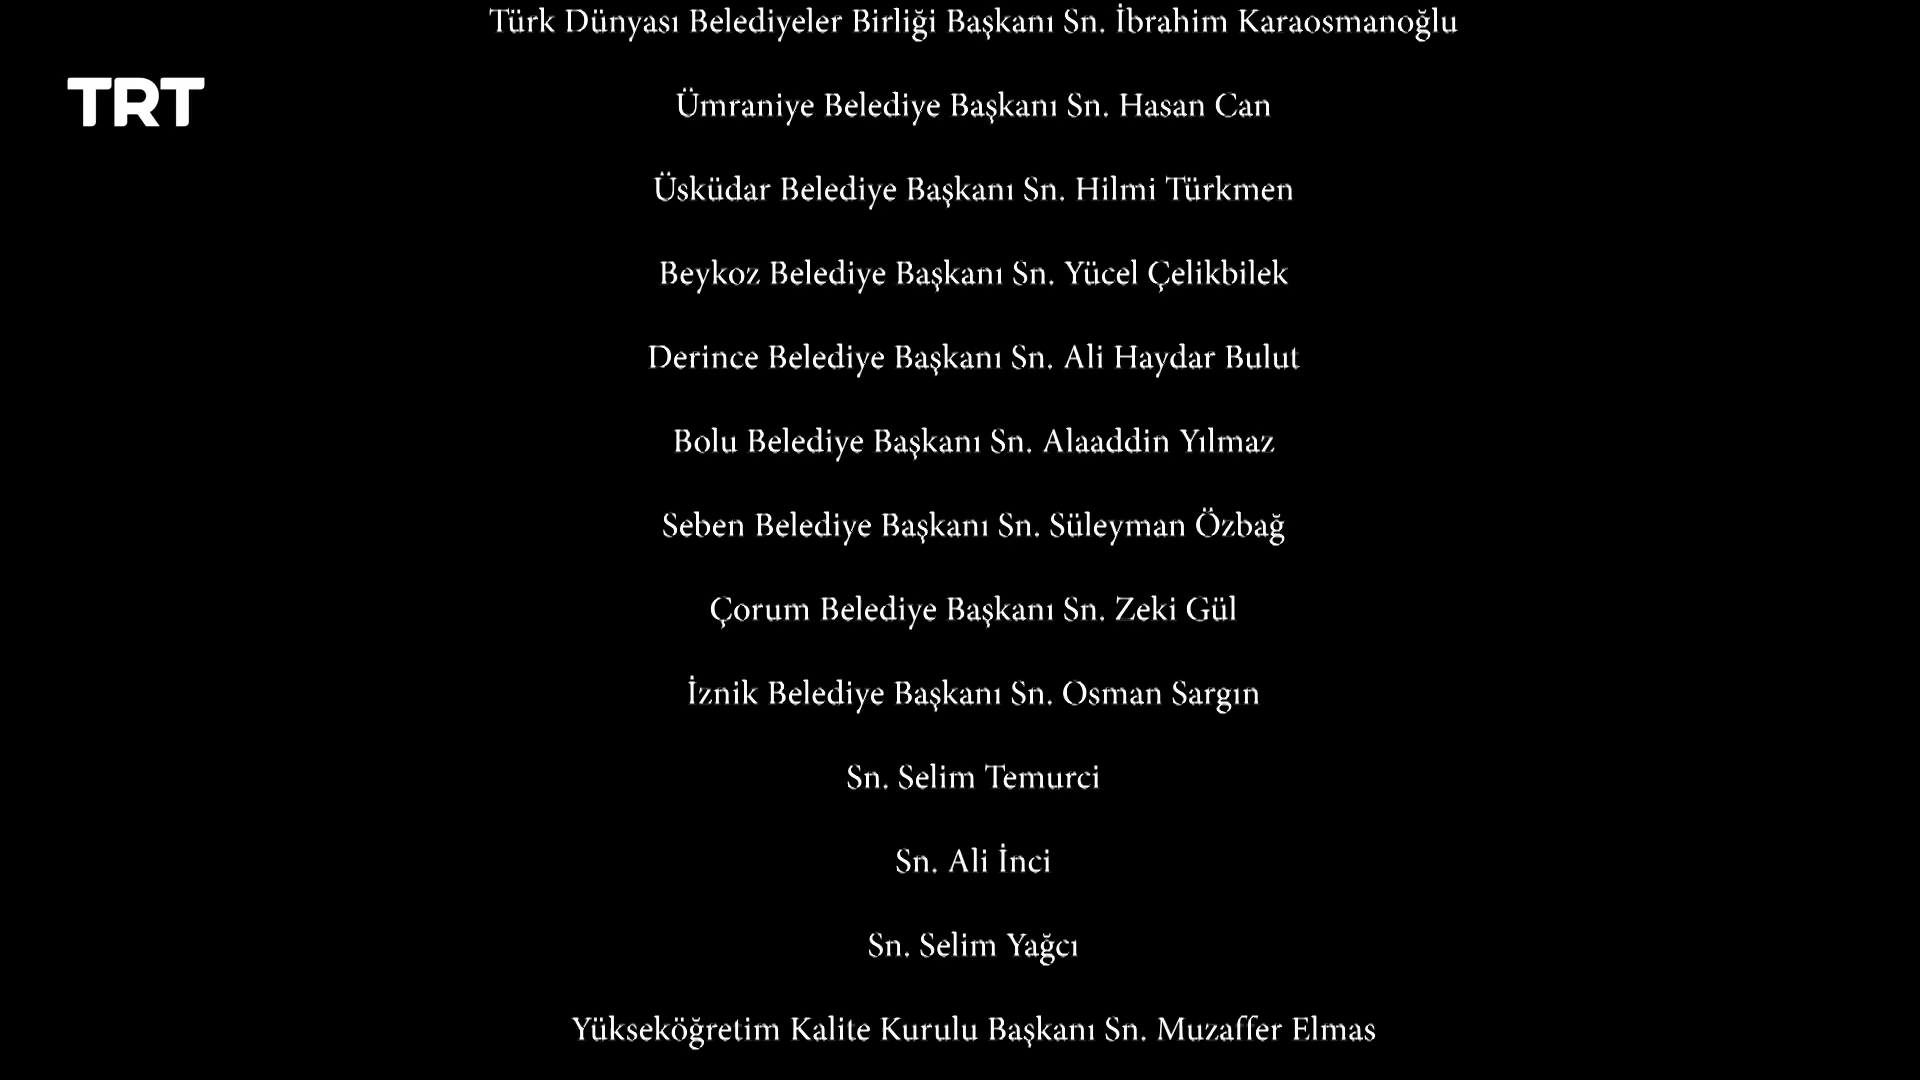 Türk Dünyası Belediyeler Birliği Başkanı Sn. İbrahim Karaosmanoğlu
TRT
Ümraniye Belediye Başkanı Sn. Hasan Can
Üsküdar Belediye Başkanı Sn. Hilmi Türkmen
Beykoz Belediye Başkanı Sn. Yücel Çelikbilek
Derince Belediye Başkanı Sn. Ali Haydar Bulut
Bolu Belediye Başkanı Sn. Alaaddin Yılmaz
Seben Belediye Başkanı Sn. Süleyman Özbağ
Çorum Belediye Başkanı Sn. Zeki Gül
İznik Belediye Başkanı Sn. Osman Sargın
Sn. Selim Temurci
Sn. Ali İnci
Sn. Selim Yağcı
Yükseköğretim Kalite Kurulu Başkanı Sn. Muzaffer Elmas